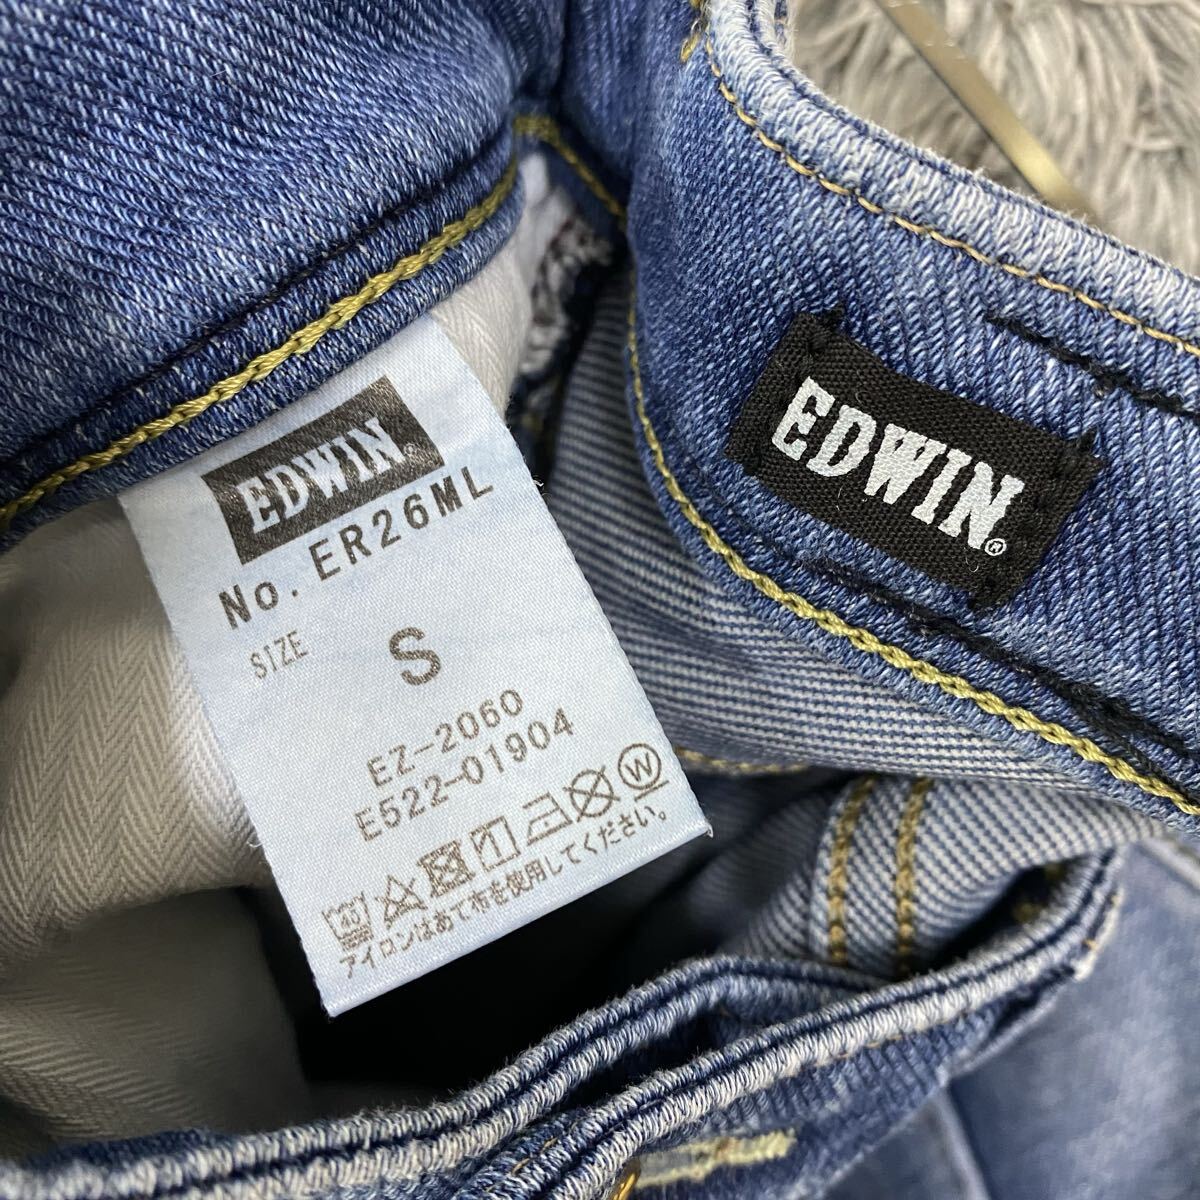 EDWIN®
No. ER26ML
SIZE S
EZ-2060
E522-01904
40 W
アイロンはあて布を使用してください。
EDWIN®